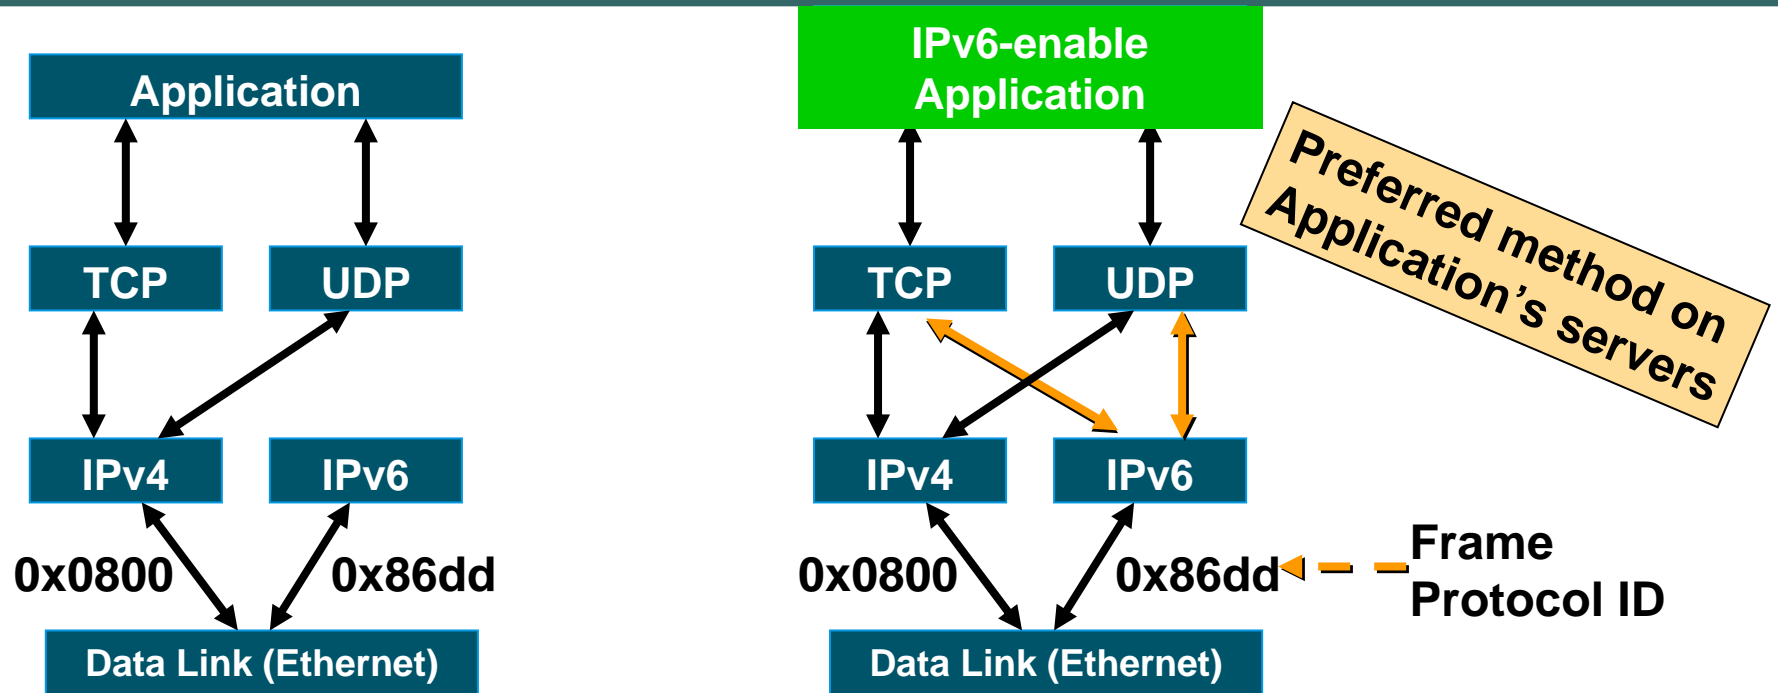 Application
TCP
UDP
IPv4
IPv6
0x0800
0x86dd
Data Link (Ethernet)
IPv6-enable
Application
TCP
UDP
IPv4
IPv6
0x0800
0x86dd
Data Link (Ethernet)
Preferred method on
Application’s servers
Frame
Protocol ID